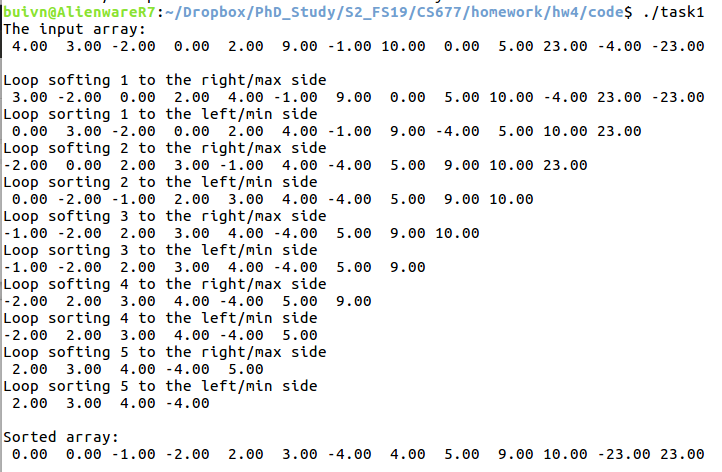 buivn@AlienwareR7:~/Dropbox/PhD_Study/S2_FS19/CS677/homework/hw4/code$ ./task1
The input array:
4.00 3.00 -2.00 0.00 2.00 9.00 -1.00 10.00 0.00 5.00 23.00 -4.00 -23.00
Loop softing 1 to the right/max side
3.00 -2.00 0.00 2.00 4.00 -1.00 9.00 0.00 5.00 10.00 -4.00 23.00 -23.00
Loop sorting 1 to the left/min side
0.00 3.00 -2.00 0.00 2.00 4.00 -1.00 9.00 -4.00 5.00 10.00 23.00
Loop softing 2 to the right/max side
-2.00 0.00 2.00 3.00 -1.00 4.00 -4.00 5.00 9.00 10.00 23.00
Loop sorting 2 to the left/min side
0.00 -2.00 -1.00 2.00 3.00 4.00 -4.00 5.00 9.00 10.00
Loop softing 3 to the right/max side
-1.00 -2.00 2.00 3.00 4.00 -4.00 5.00 9.00 10.00
Loop sorting 3 to the left/min side
-1.00 -2.00 2.00 3.00 4.00 -4.00 5.00 9.00
Loop softing 4 to the right/max side
-2.00 2.00 3.00 4.00 -4.00 5.00 9.00
Loop sorting 4 to the left/min side
-2.00 2.00 3.00 4.00 -4.00 5.00
Loop softing 5 to the right/max side
2.00 3.00 4.00 -4.00 5.00
Loop sorting 5 to the left/min side
2.00 3.00 4.00 -4.00
Sorted array:
0.00 0.00 -1.00 -2.00 2.00 3.00 -4.00 4.00 5.00 9.00 10.00 -23.00 23.00